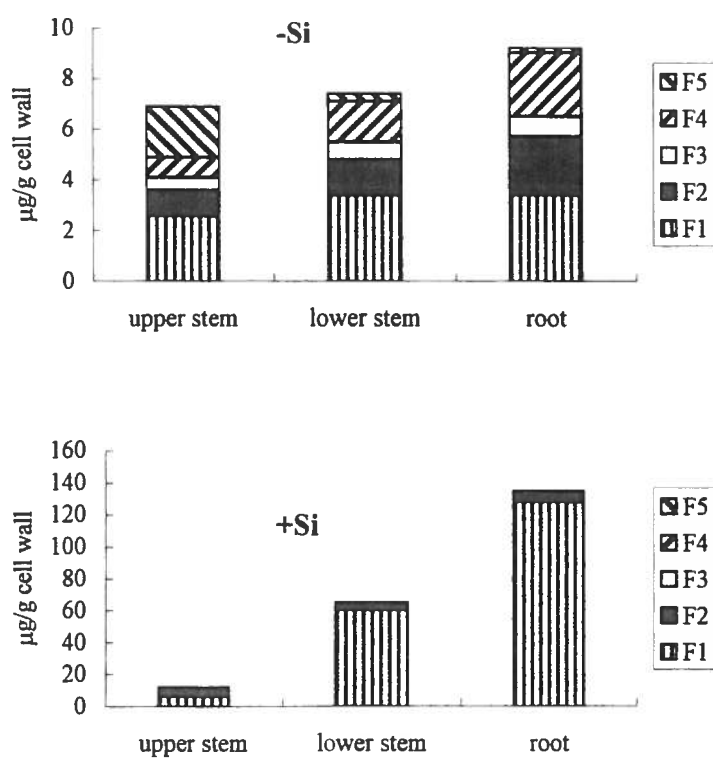 -Si
10
8
6
4
2
0
µg/g cell wall
upper stem lower stem root
F5
F4
F3
F2
F1
+Si
160
140
120
100
80
60
40
20
0
µg/g cell wall
upper stem lower stem root
F5
F4
F3
F2
F1